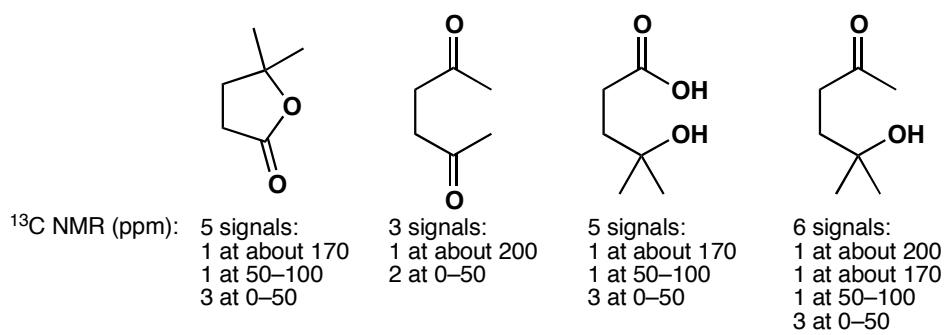 O
O
O
O
O
OH
OH
O
O
OH
¹³C NMR (ppm):
5 signals:
1 at about 170
1 at 50–100
3 at 0–50
3 signals:
1 at about 200
2 at 0–50
5 signals:
1 at about 170
1 at 50–100
3 at 0–50
6 signals:
1 at about 200
1 at about 170
1 at 50–100
3 at 0–50